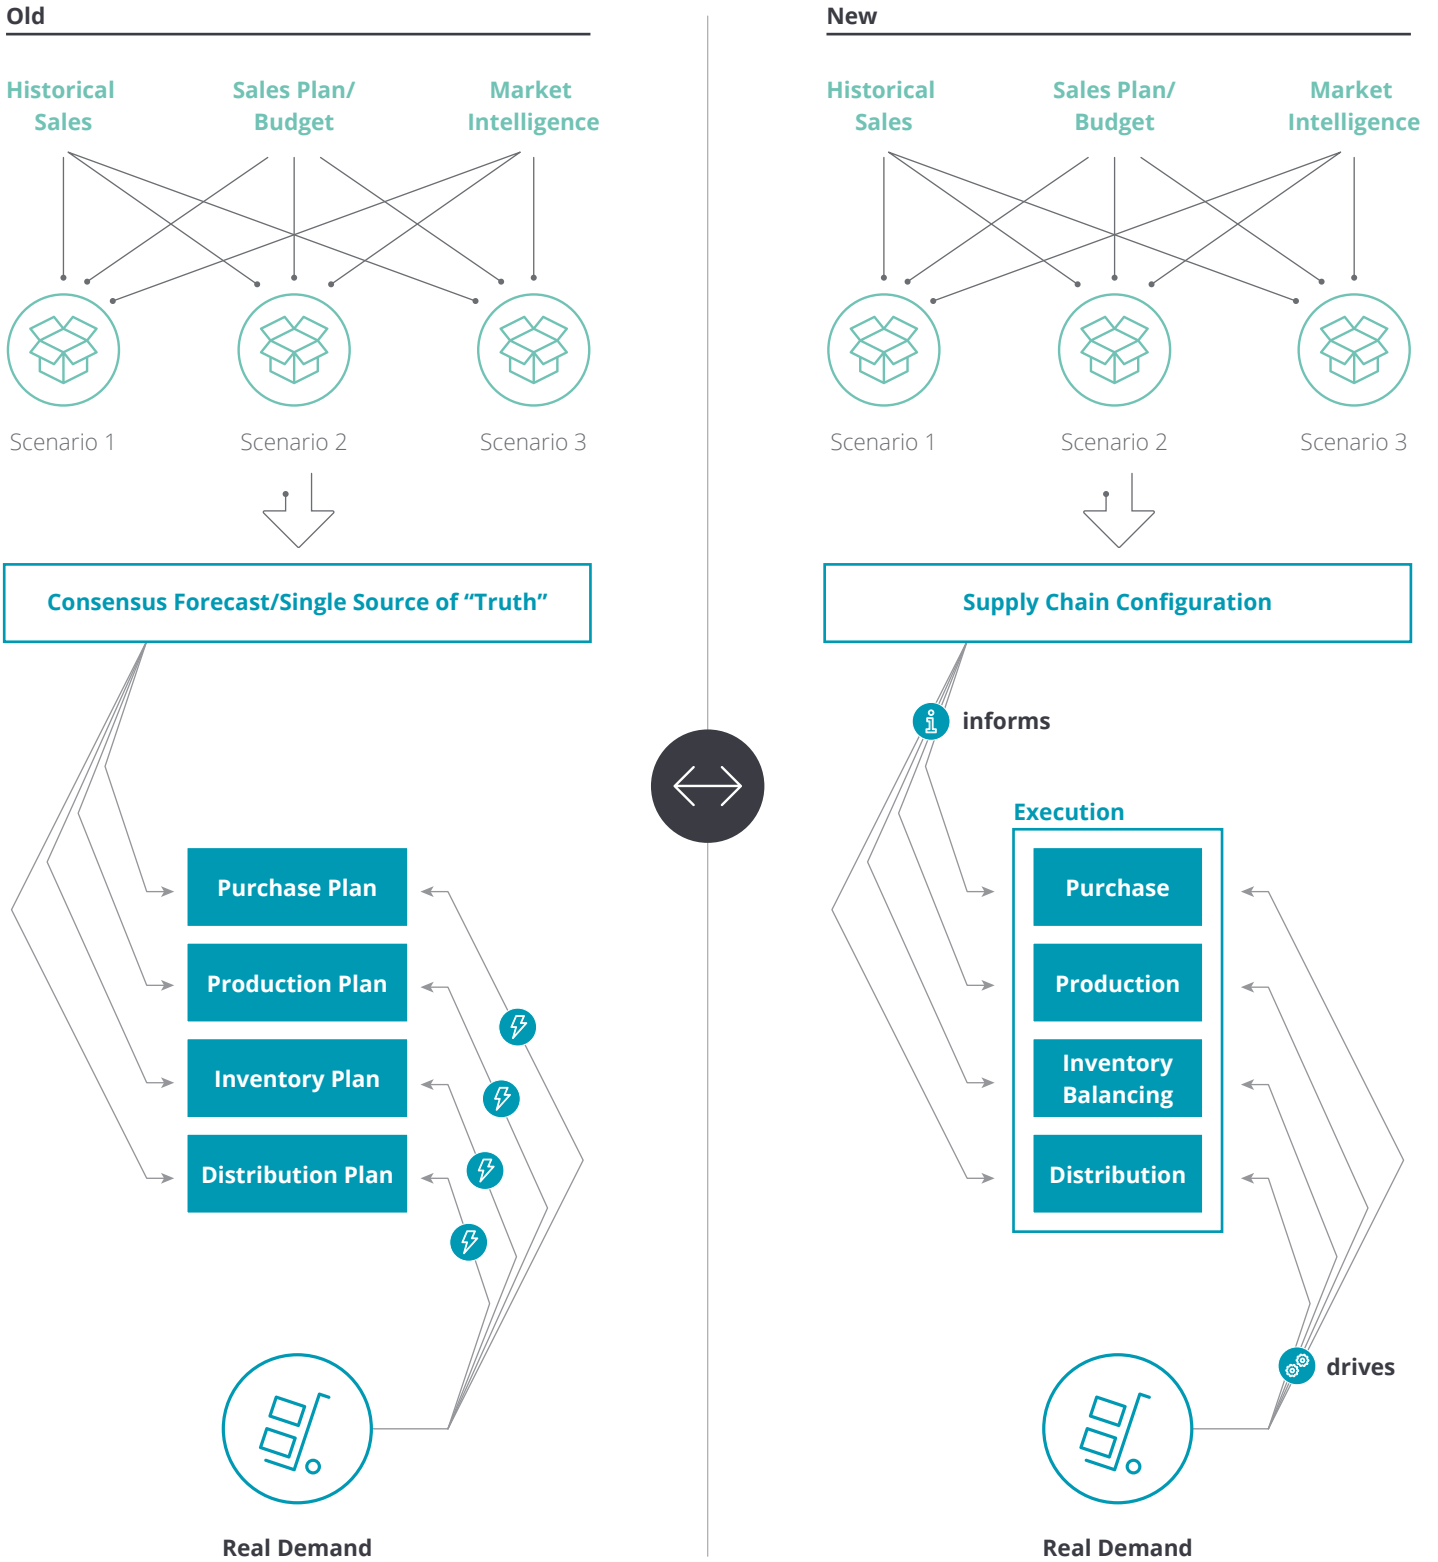 Old
Historical
Sales
Sales Plan/
Budget
Market
Intelligence
Scenario 1
Scenario 2
Scenario 3
Consensus Forecast/Single Source of “Truth”
Purchase Plan
Production Plan
Inventory Plan
Distribution Plan
Real Demand
New
Historical
Sales
Sales Plan/
Budget
Market
Intelligence
Scenario 1
Scenario 2
Scenario 3
Supply Chain Configuration
informs
Execution
Purchase
Production
Inventory
Balancing
Distribution
drives
Real Demand